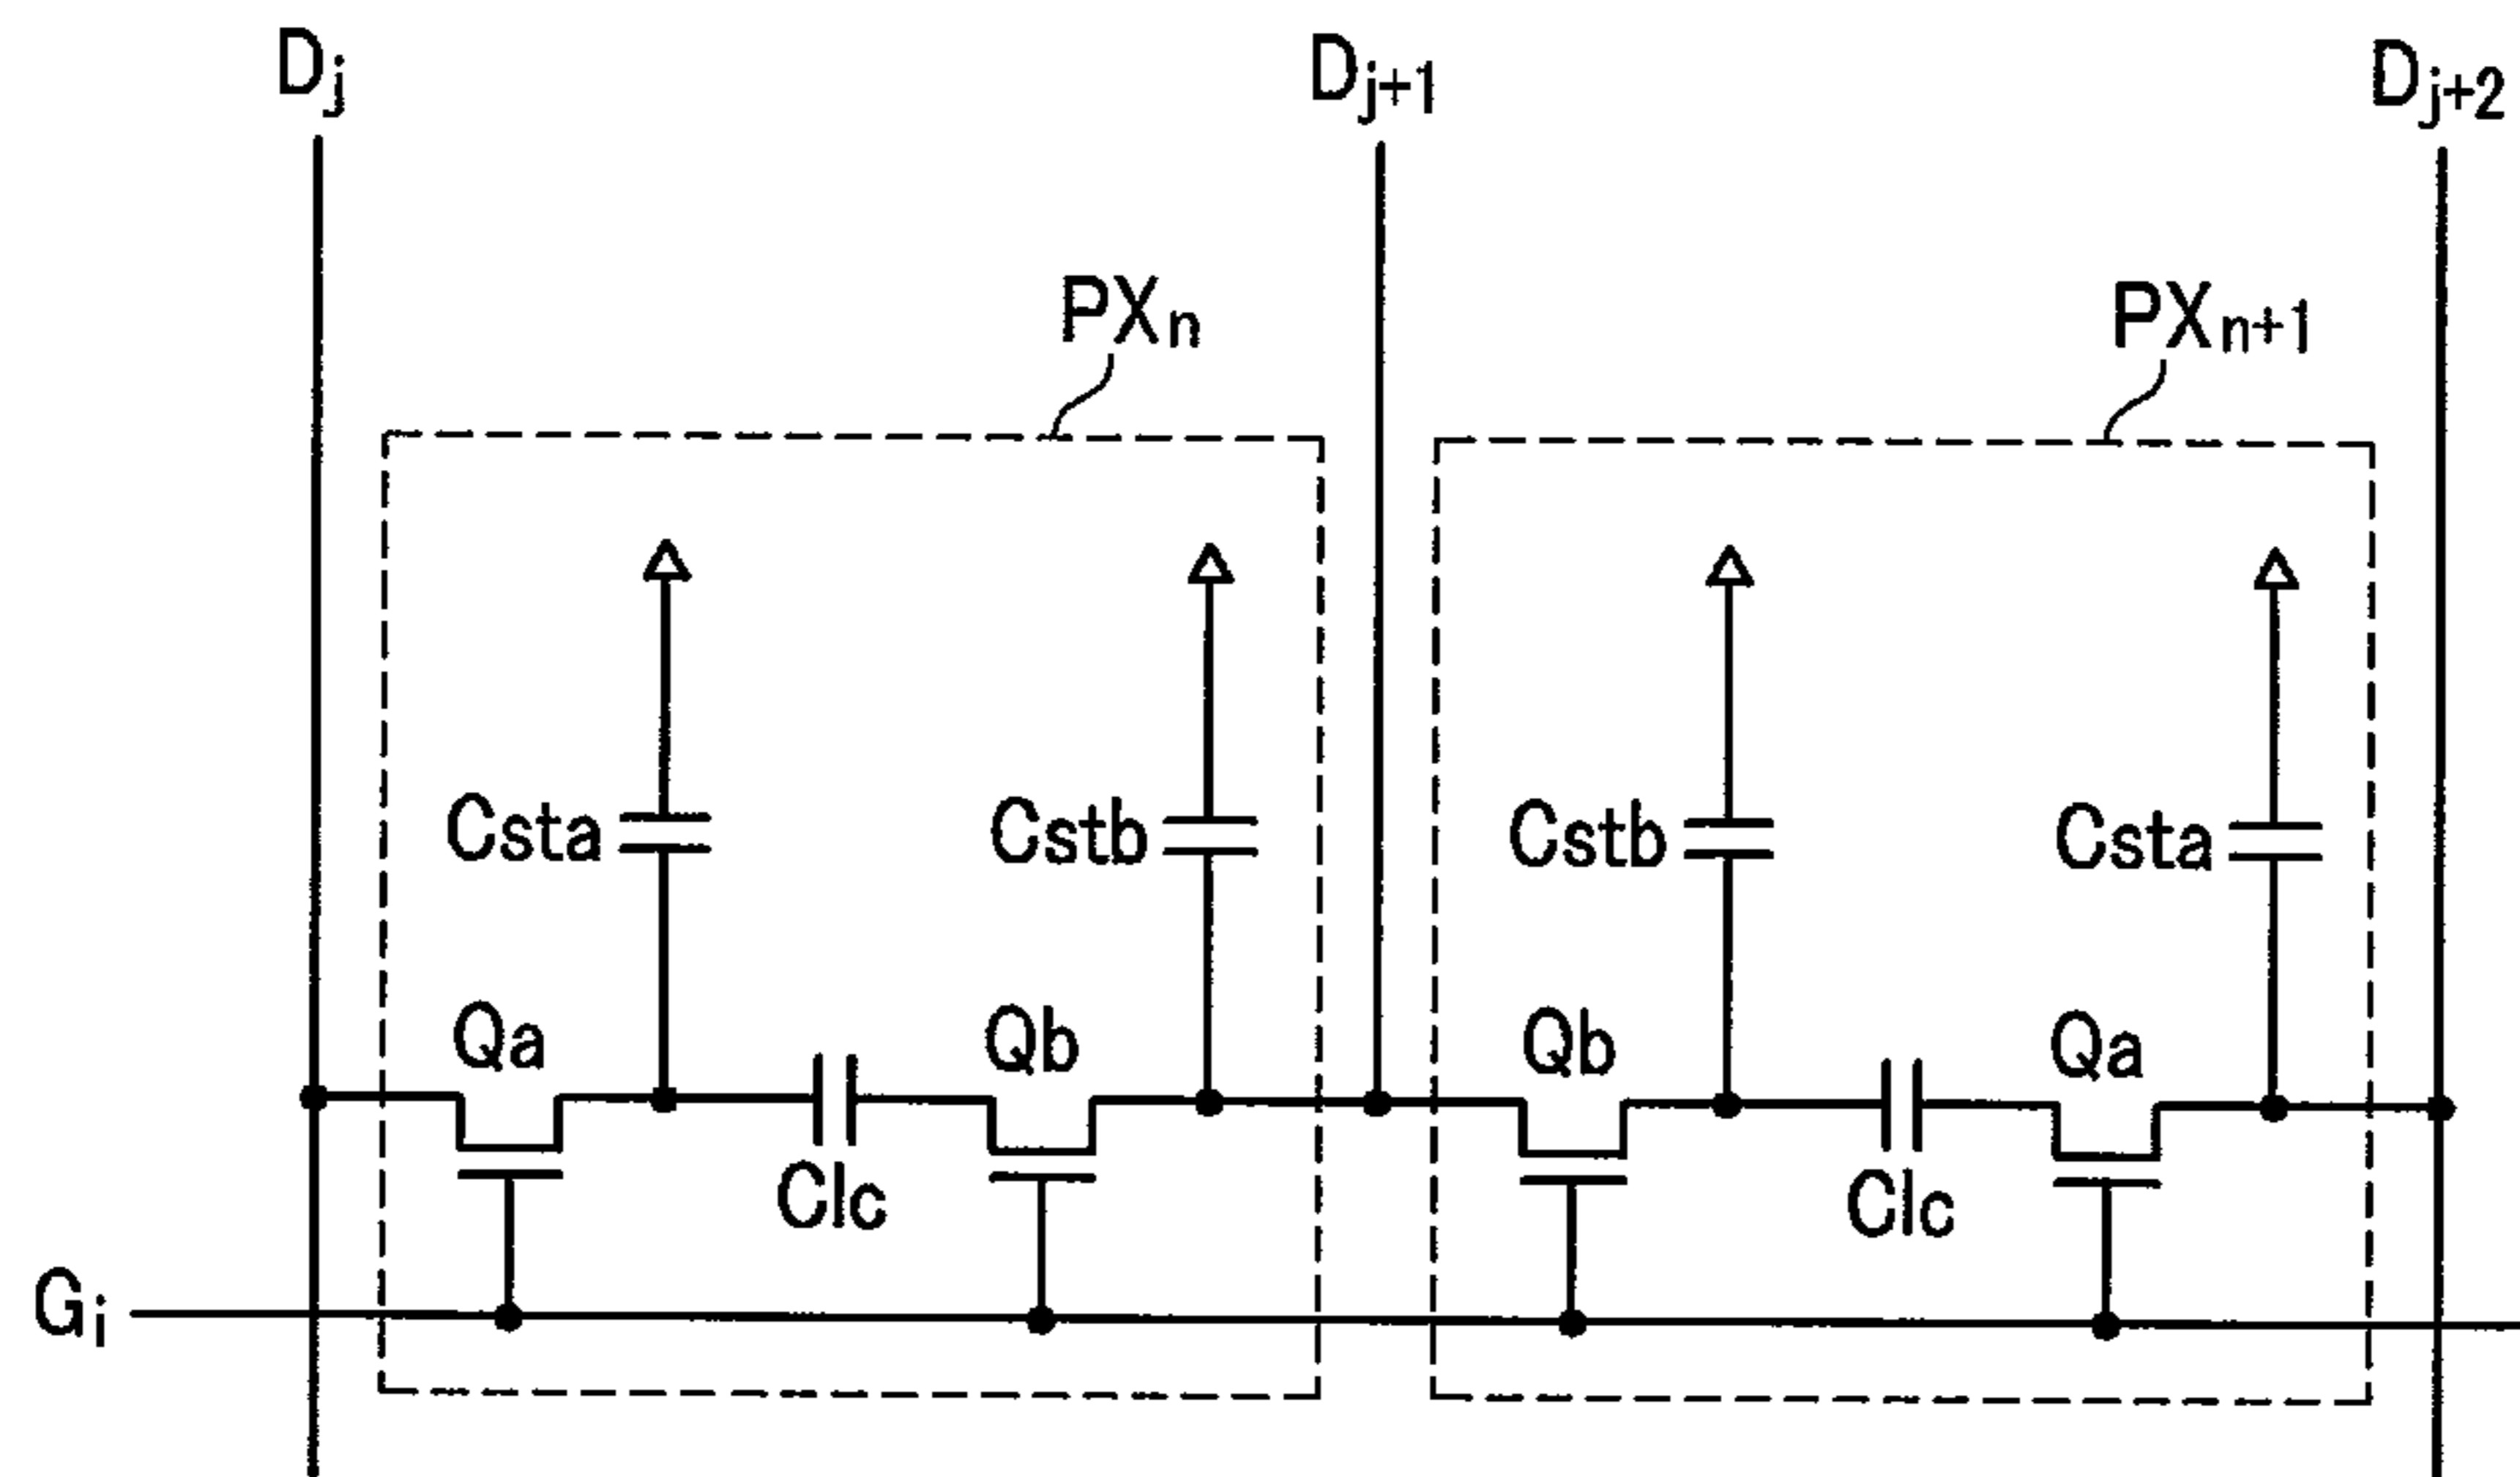 Dj
Dj+1
Dj+2
PXn
PXn+1
Csta
Cstb
Cstb
Csta
Qa
Qb
Qb
Qa
Clc
Clc
Gi